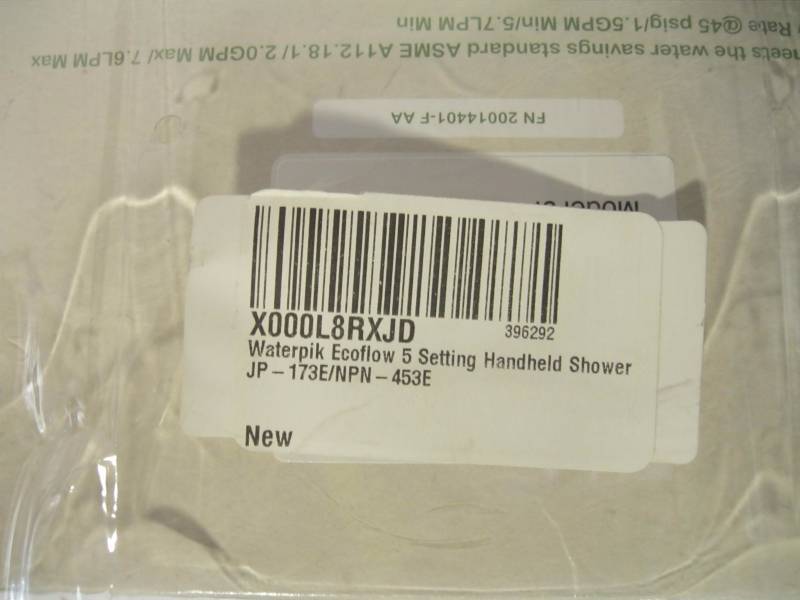 Rate @45 psig/1.5GPM Min/5.7LPM Min
the water savings standard ASME A112.18.1/ 2.0GPM Max/ 7.6LPM Max
FN 20014401-F AA
X000L8RXJD
396292
Waterpik Ecoflow 5 Setting Handheld Shower
JP-173E/NPN-453E
New